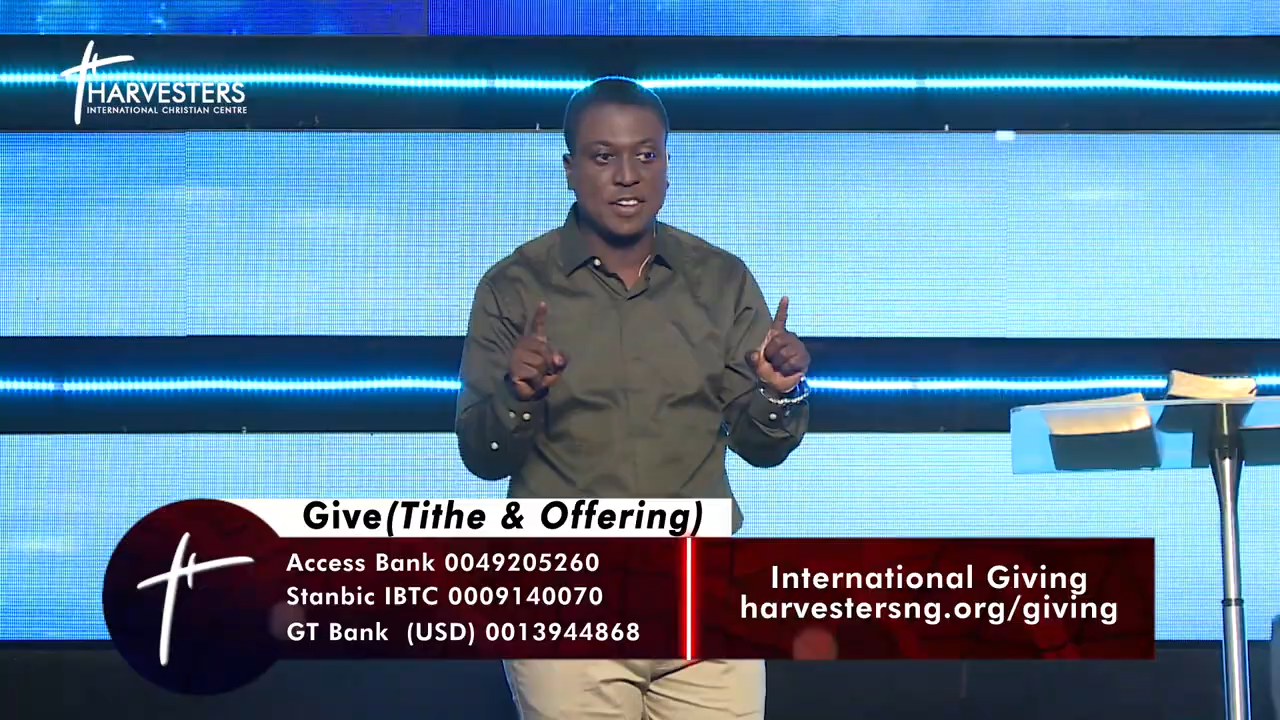 HARVESTERS
INTERNATIONAL CHRISTIAN CENTRE
Give(Tithe & Offering)
Access Bank 0049205260
Stanbic IBTC 0009140070
GT Bank (USD) 0013944868
International Giving
harvestersng.org/giving